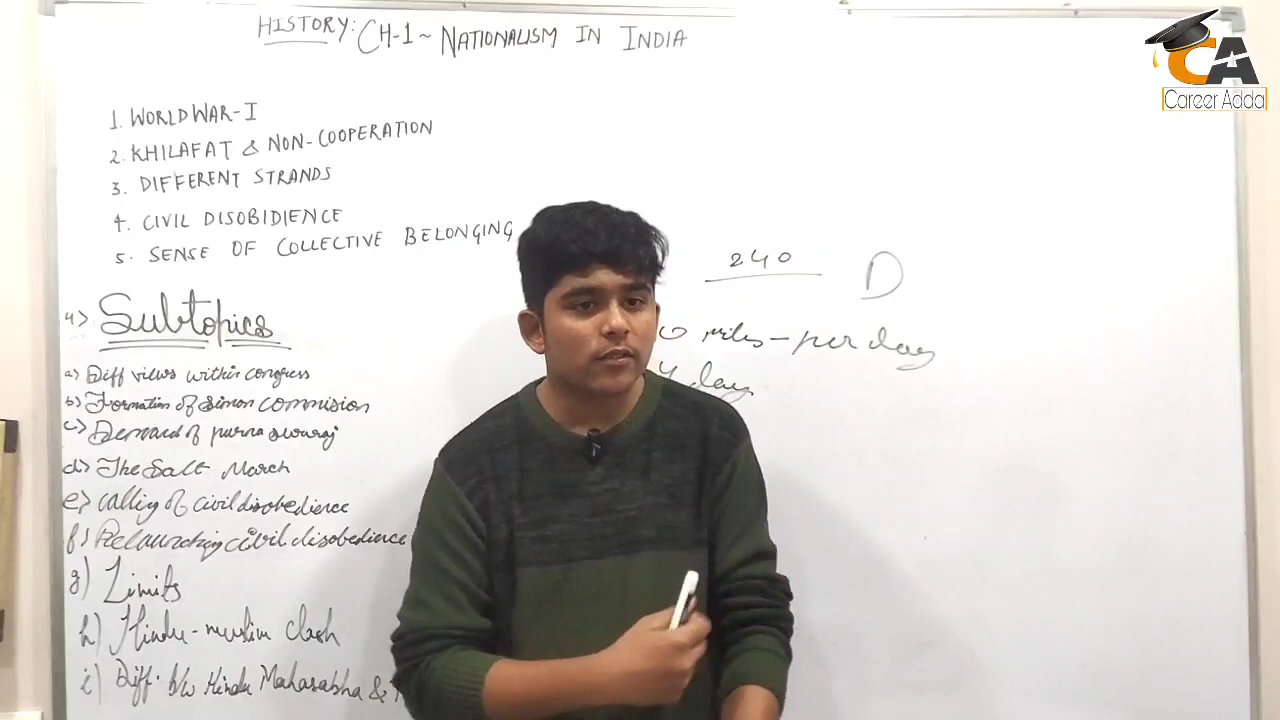 HISTORY: CH-1 ~ NATIONALISM IN INDIA
CA
Career Adda
1. WORLD WAR-I
2. KHILAFAT & NON-COOPERATION
3. DIFFERENT STRANDS
4. CIVIL DISOBIDIENCE
5. SENSE OF COLLECTIVE BELONGING
4> Subtopics
a) Diff views within congress
b) Formation of Simon commision
c) Demand of purna swaraj
d) The Salt March
e) calling of civil disobedience
f) Relaunching civil disobedience
g) Limits
h) Hindu-muslim clash
i) Diff. b/w Hindu Mahasabha &
240 D
miles - per day
days